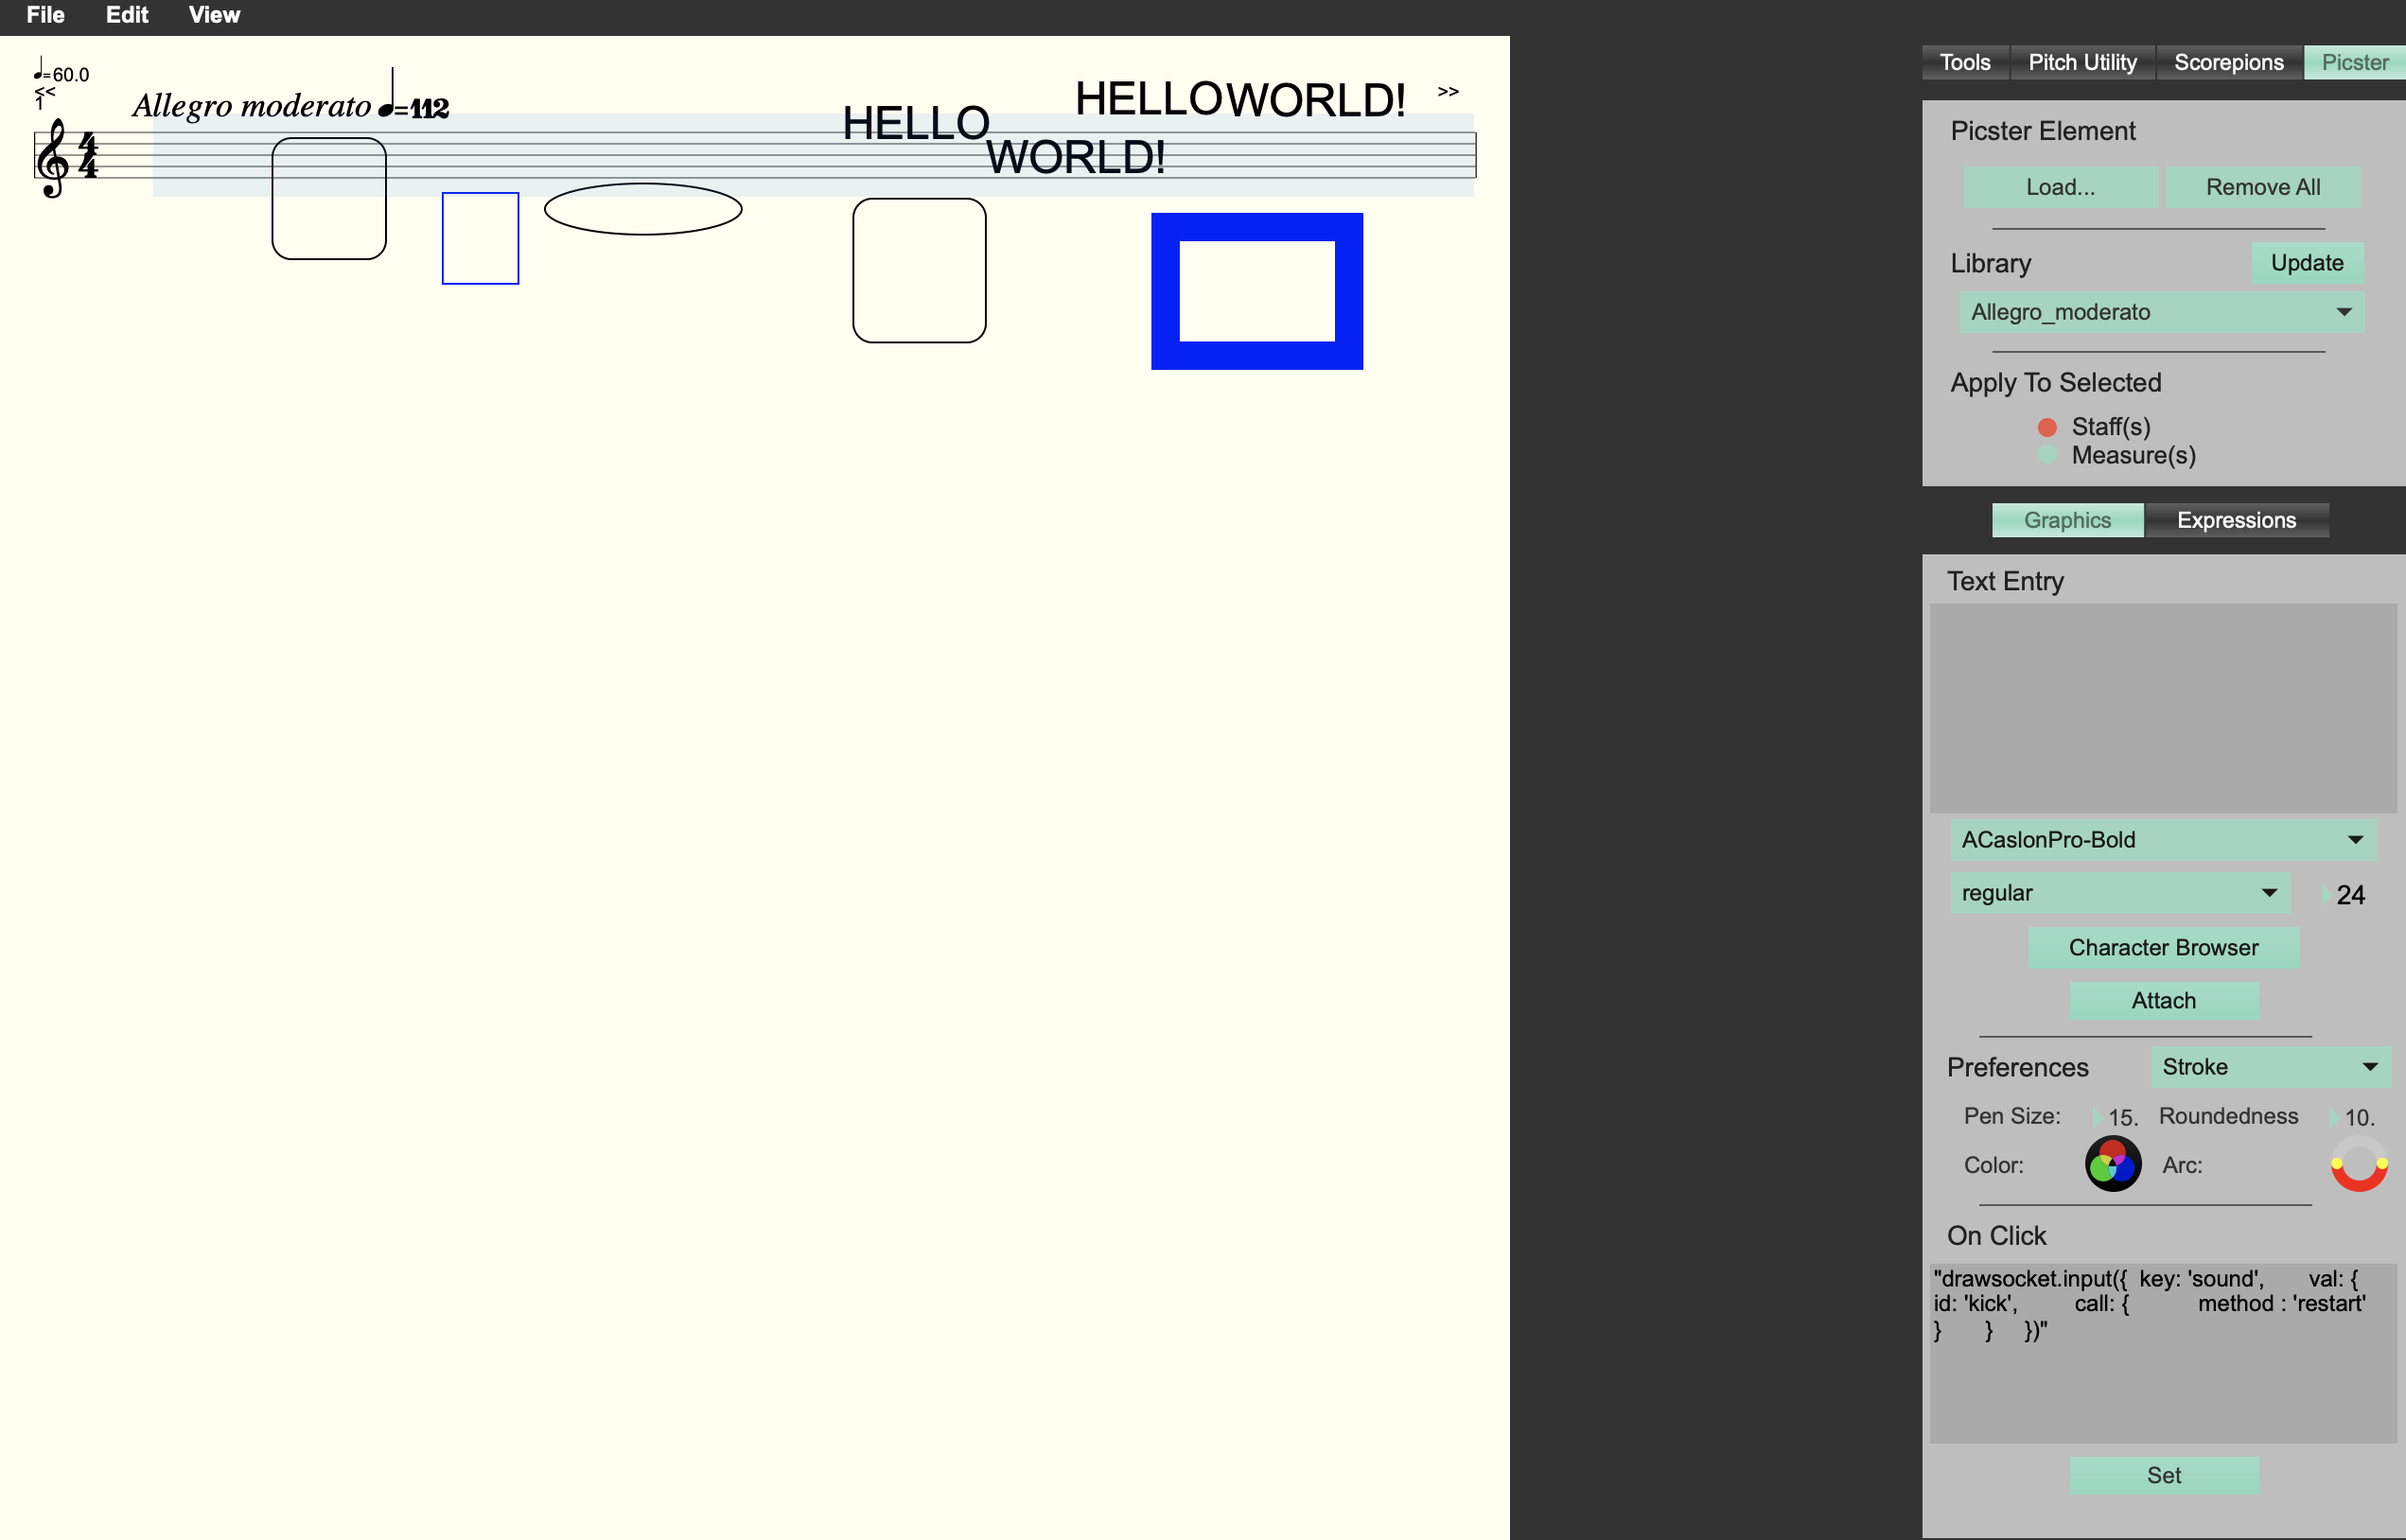 File Edit View
♩=60.0
<<
1
Allegro moderato ♩=112
4
4
HELLO
WORLD!
HELLO WORLD!
>>
Tools Pitch Utility Scorepions Picster
Picster Element
Load... Remove All
Library Update
Allegro_moderato
Apply To Selected
Staff(s)
Measure(s)
Graphics Expressions
Text Entry
ACaslonPro-Bold
regular 24
Character Browser
Attach
Preferences Stroke
Pen Size: 15. Roundedness 10.
Color: Arc:
On Click
"drawsocket.input({ key: 'sound', val: {
id: 'kick', call: { method : 'restart'
} } })"
Set